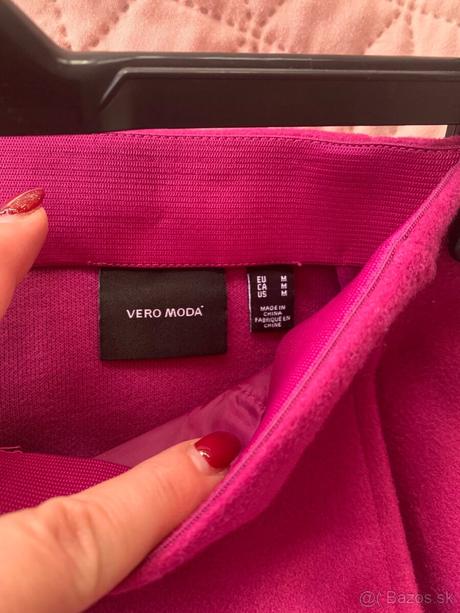 VERO MODA
EU M
CA M
US M
MADE IN
CHINA
FABRIQUÉ EN
CHINE
@(-Bazos.sk